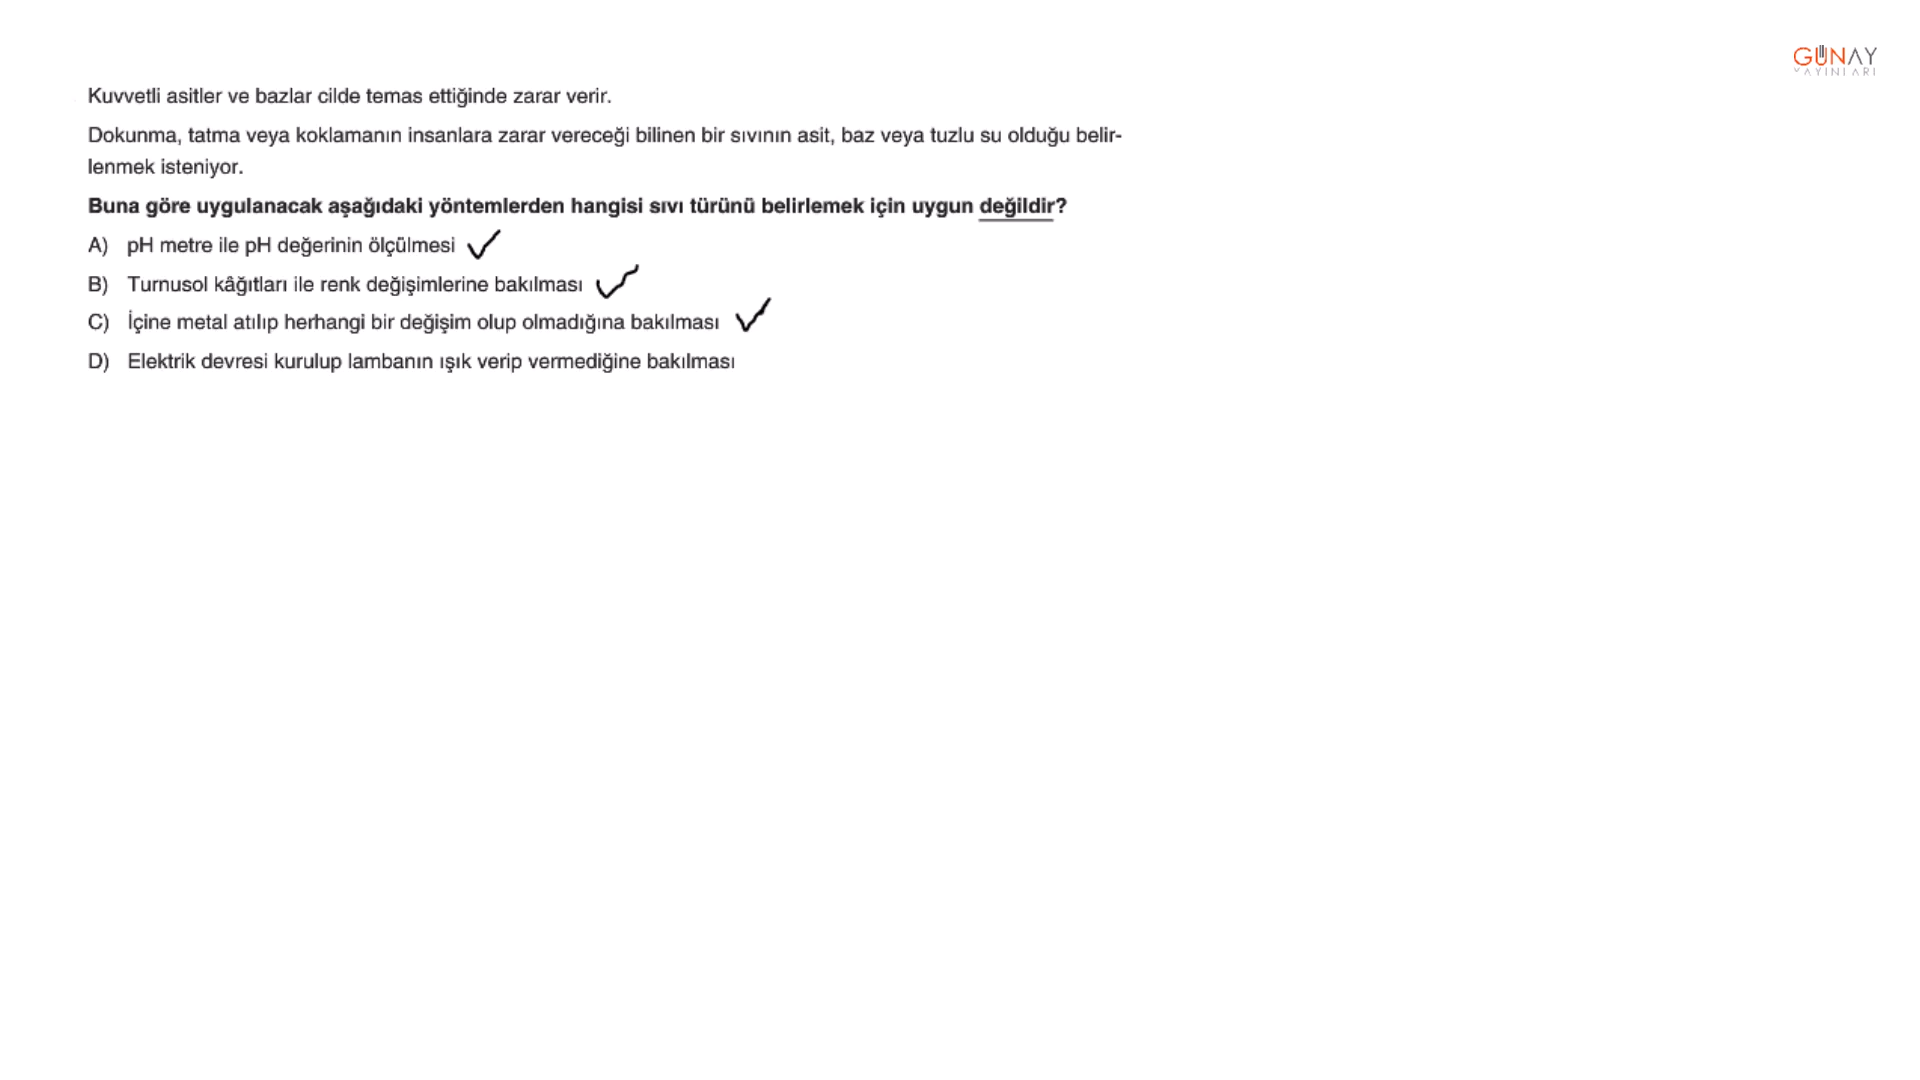 GÜNAY
YAYINLARI
Kuvvetli asitler ve bazlar cilde temas ettiğinde zarar verir.
Dokunma, tatma veya koklamanın insanlara zarar vereceği bilinen bir sıvının asit, baz veya tuzlu su olduğu belir-
lenmek isteniyor.
Buna göre uygulanacak aşağıdaki yöntemlerden hangisi sıvı türünü belirlemek için uygun değildir?
A) pH metre ile pH değerinin ölçülmesi
B) Turnusol kâğıtları ile renk değişimlerine bakılması
C) İçine metal atılıp herhangi bir değişim olup olmadığına bakılması
D) Elektrik devresi kurulup lambanın ışık verip vermediğine bakılması